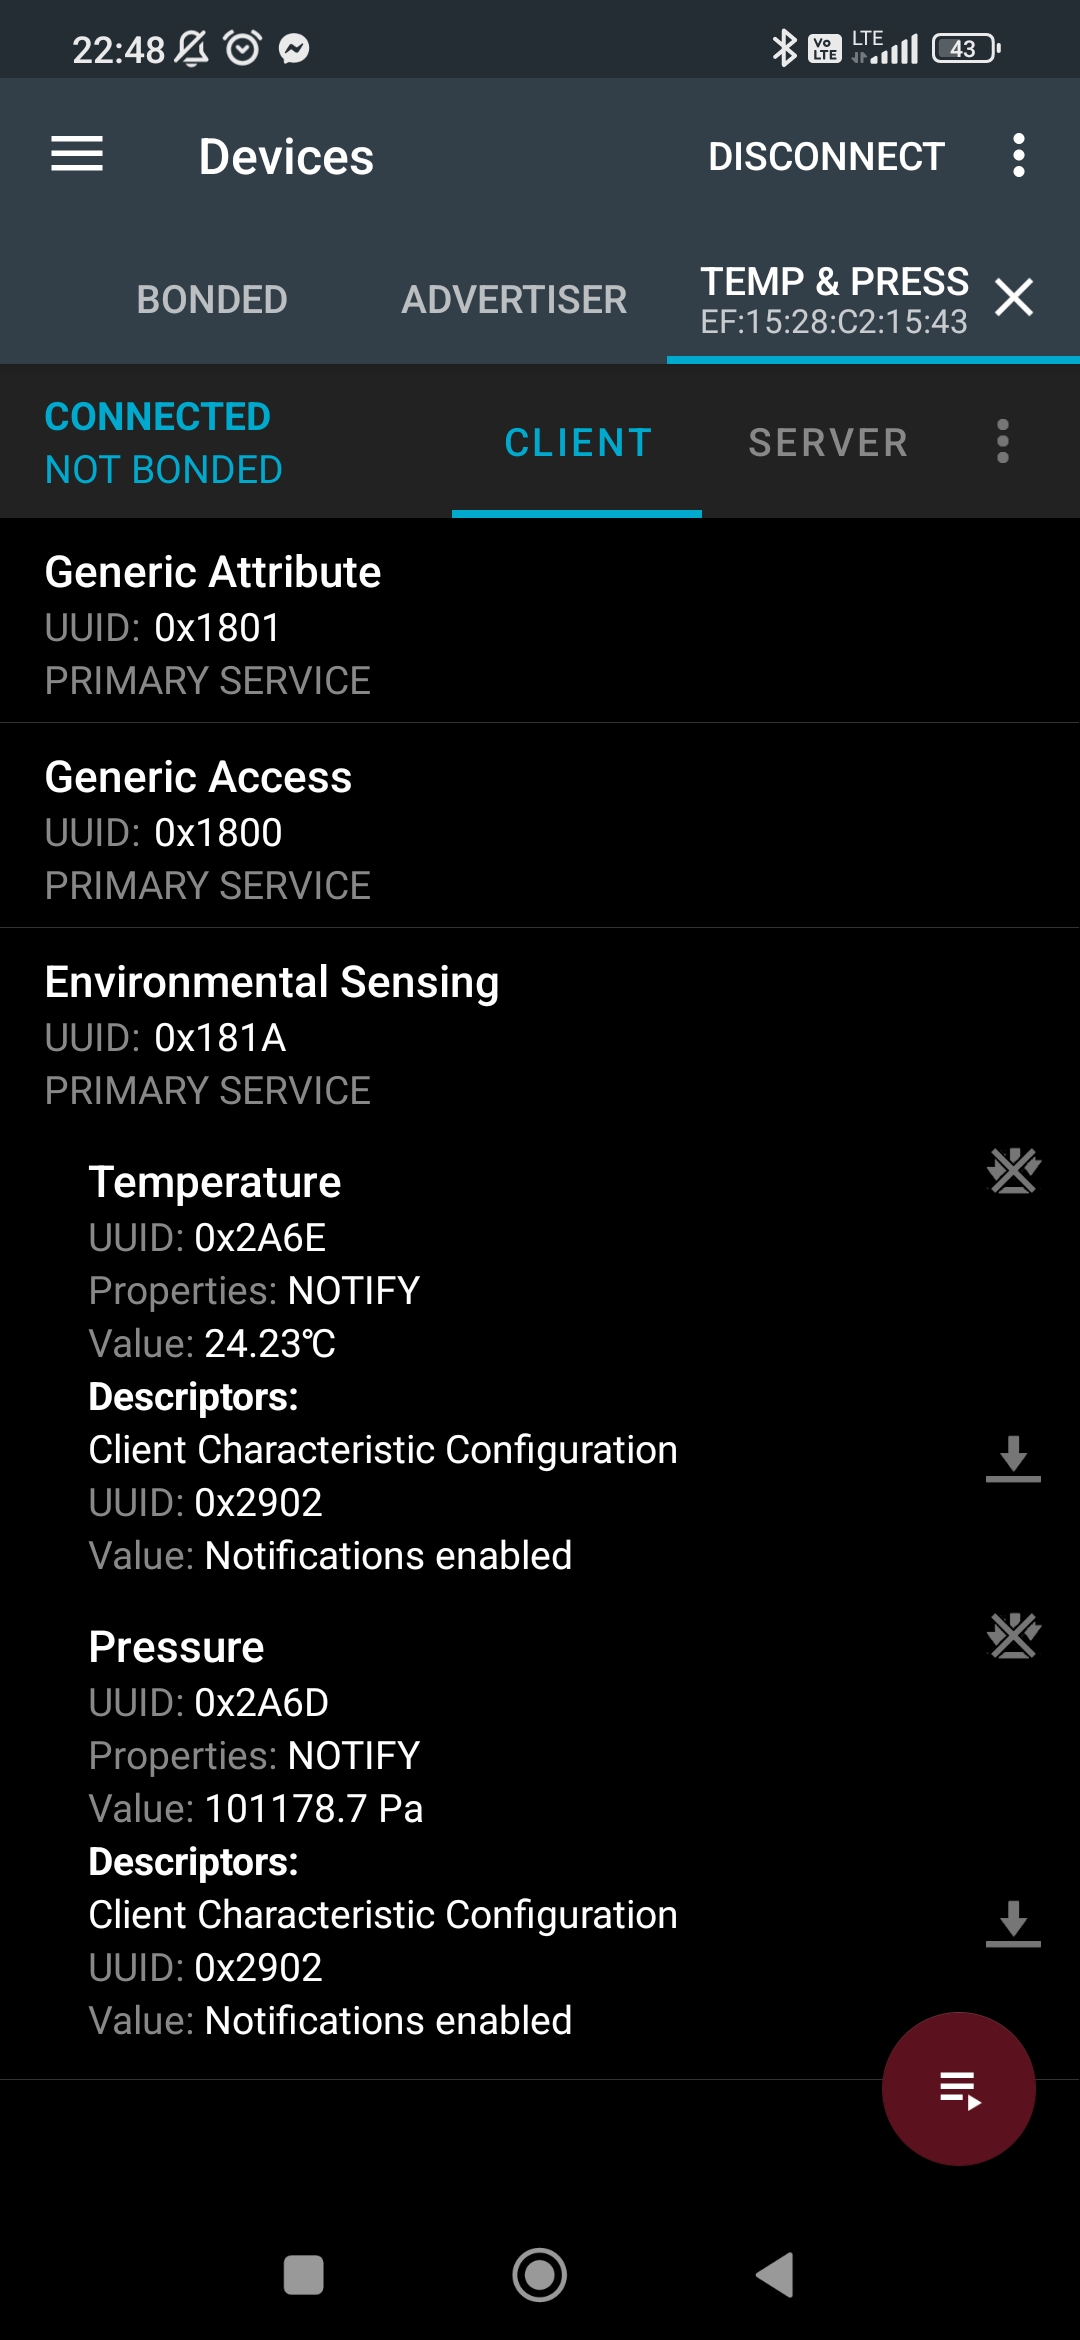 22:48 Vo LTE LTE 43
Devices DISCONNECT
BONDED ADVERTISER TEMP & PRESS
EF:15:28:C2:15:43
CONNECTED
NOT BONDED
CLIENT SERVER
Generic Attribute
UUID: 0x1801
PRIMARY SERVICE
Generic Access
UUID: 0x1800
PRIMARY SERVICE
Environmental Sensing
UUID: 0x181A
PRIMARY SERVICE
Temperature
UUID: 0x2A6E
Properties: NOTIFY
Value: 24.23°C
Descriptors:
Client Characteristic Configuration
UUID: 0x2902
Value: Notifications enabled
Pressure
UUID: 0x2A6D
Properties: NOTIFY
Value: 101178.7 Pa
Descriptors:
Client Characteristic Configuration
UUID: 0x2902
Value: Notifications enabled